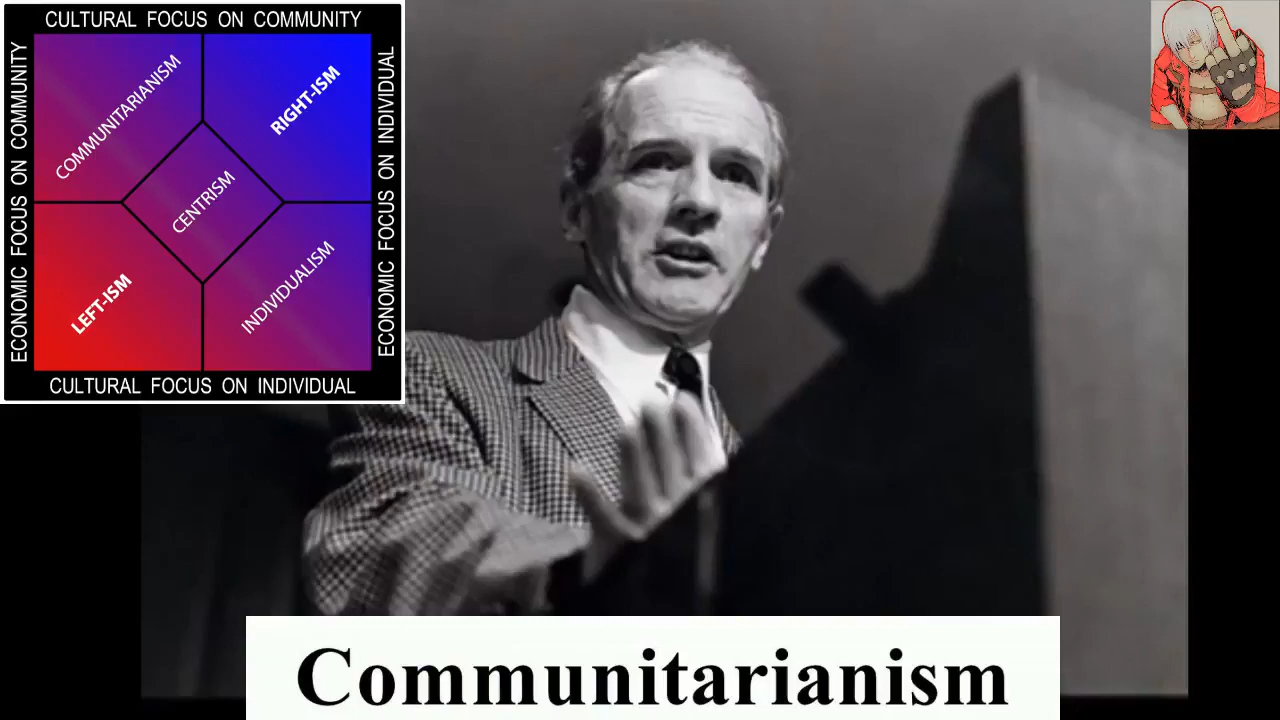 CULTURAL FOCUS ON COMMUNITY
ECONOMIC FOCUS ON COMMUNITY
COMMUNITARIANISM
RIGHT-ISM
ECONOMIC FOCUS ON INDIVIDUAL
CENTRISM
LEFT-ISM
INDIVIDUALISM
CULTURAL FOCUS ON INDIVIDUAL
Communitarianism